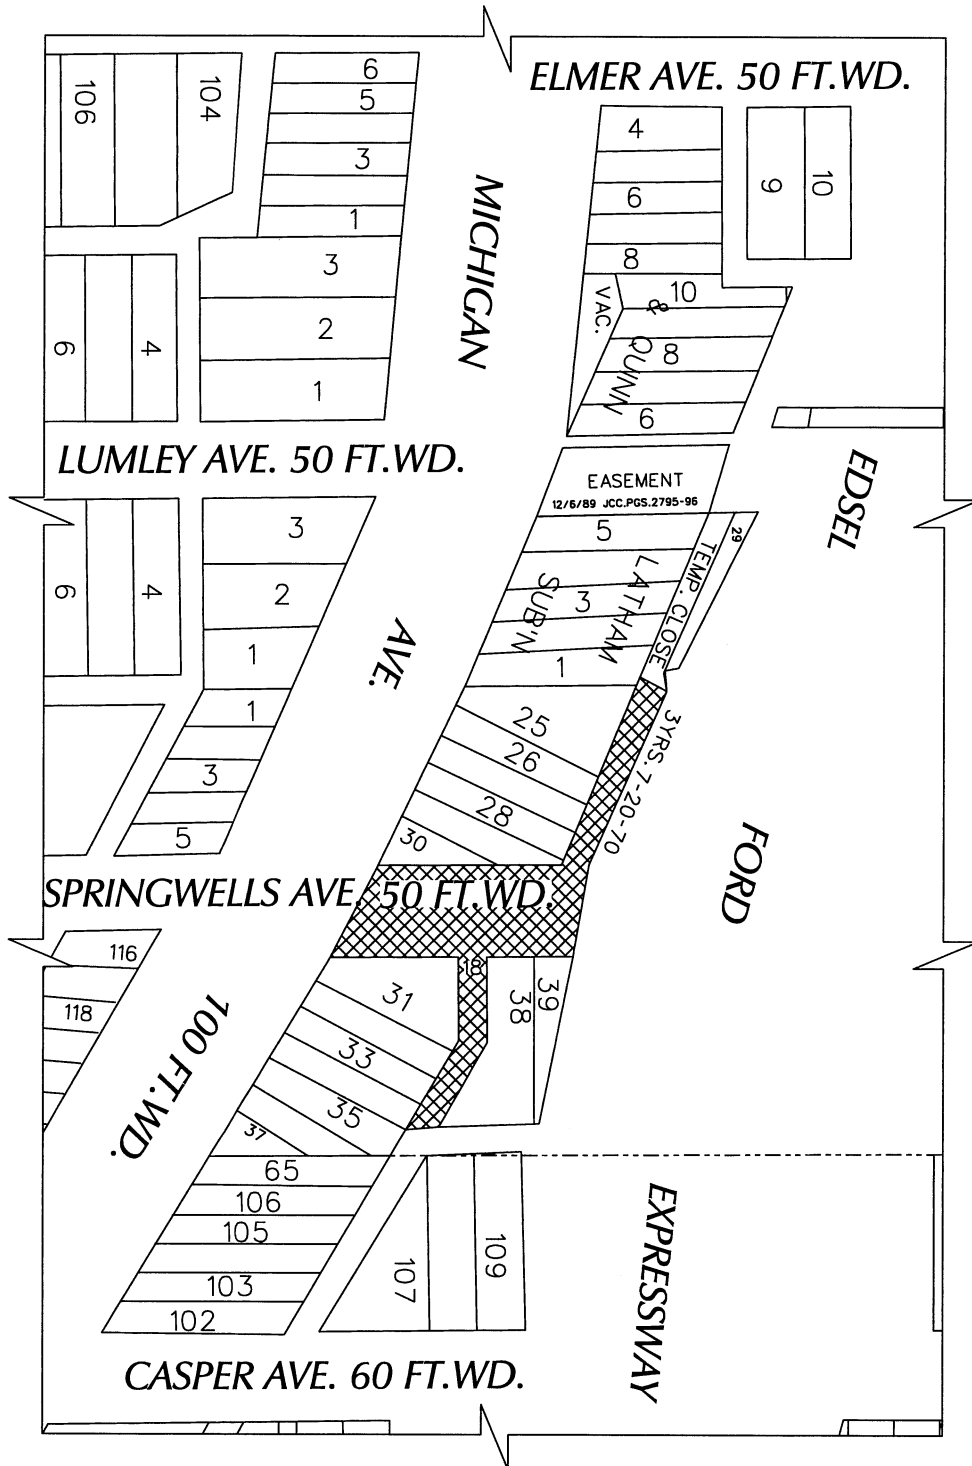 ELMER AVE. 50 FT.WD.
106
104
6
5
3
1
3
2
1
6
4
MICHIGAN
4
6
8
10
9
10
VAC.
&
QUINN
8
6
LUMLEY AVE. 50 FT.WD.
EASEMENT
12/6/89 JCC.PGS.2795-96
EDSEL
6
4
3
2
1
1
3
5
AVE.
5
3
1
LATHAM
SUB'N
29
TEMP. CLOSE
3YRS.7-20-70
25
26
28
30
FORD
SPRINGWELLS AVE. 50 FT.WD.
116
118
100 FT.WD.
18
31
33
35
37
38
39
65
106
105
103
102
107
109
EXPRESSWAY
CASPER AVE. 60 FT.WD.